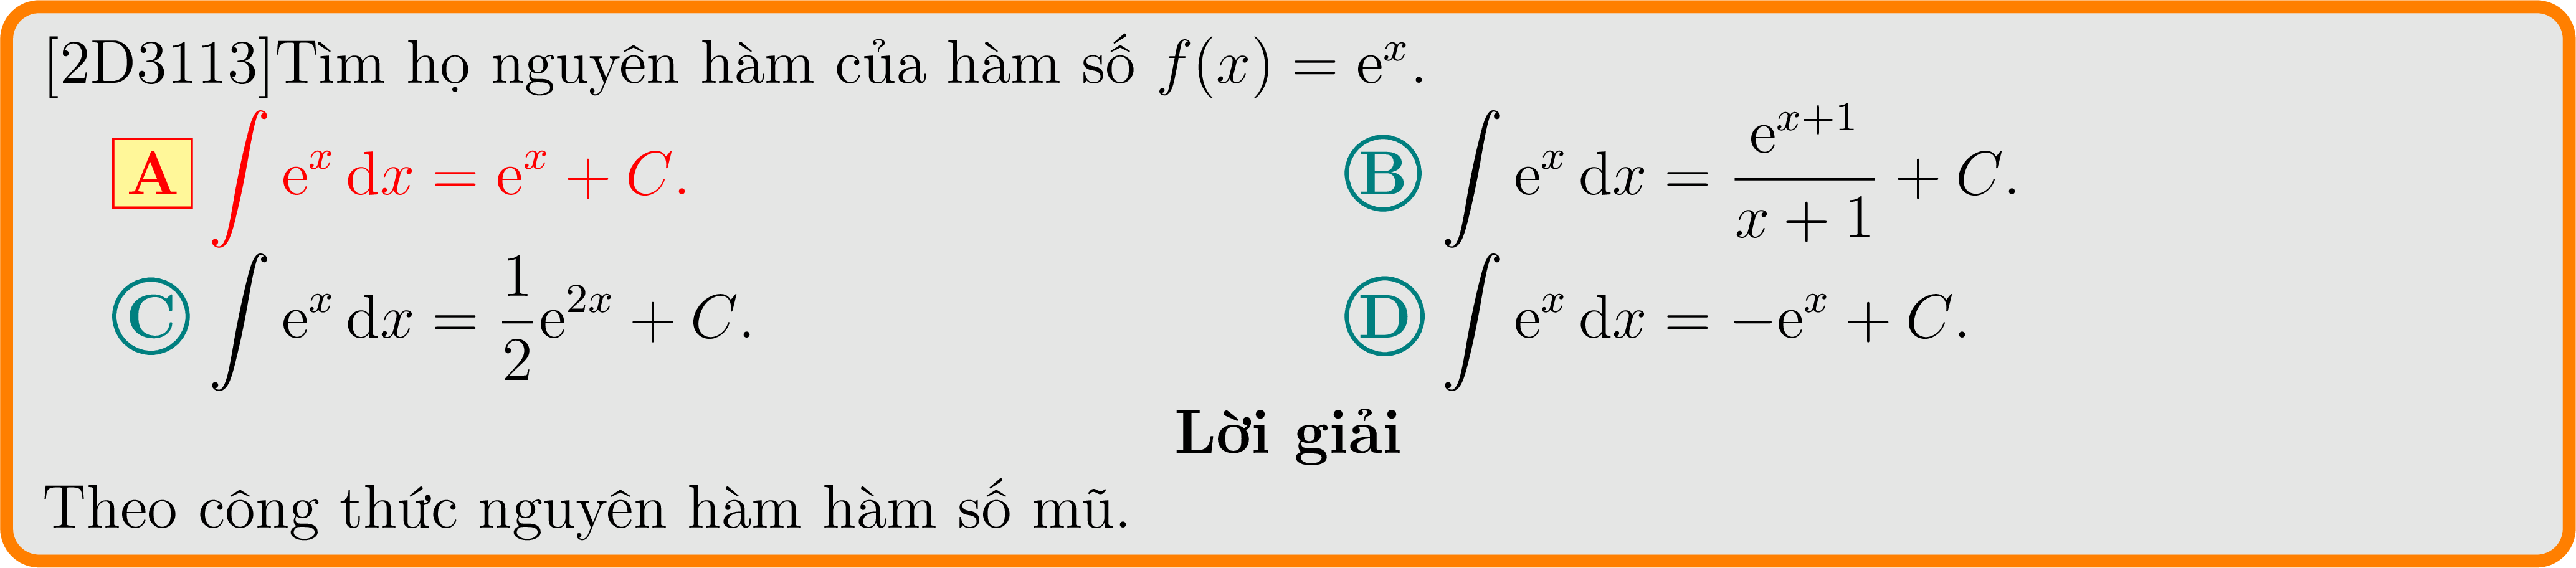 [2D3113]Tìm họ nguyên hàm của hàm số $f(x) = \mathrm{e}^x$.
A $\int \mathrm{e}^x \, \mathrm{d}x = \mathrm{e}^x + C$. B $\int \mathrm{e}^x \, \mathrm{d}x = \frac{\mathrm{e}^{x+1}}{x+1} + C$.
C $\int \mathrm{e}^x \, \mathrm{d}x = \frac{1}{2}\mathrm{e}^{2x} + C$. D $\int \mathrm{e}^x \, \mathrm{d}x = -\mathrm{e}^x + C$.
Lời giải
Theo công thức nguyên hàm hàm số mũ.